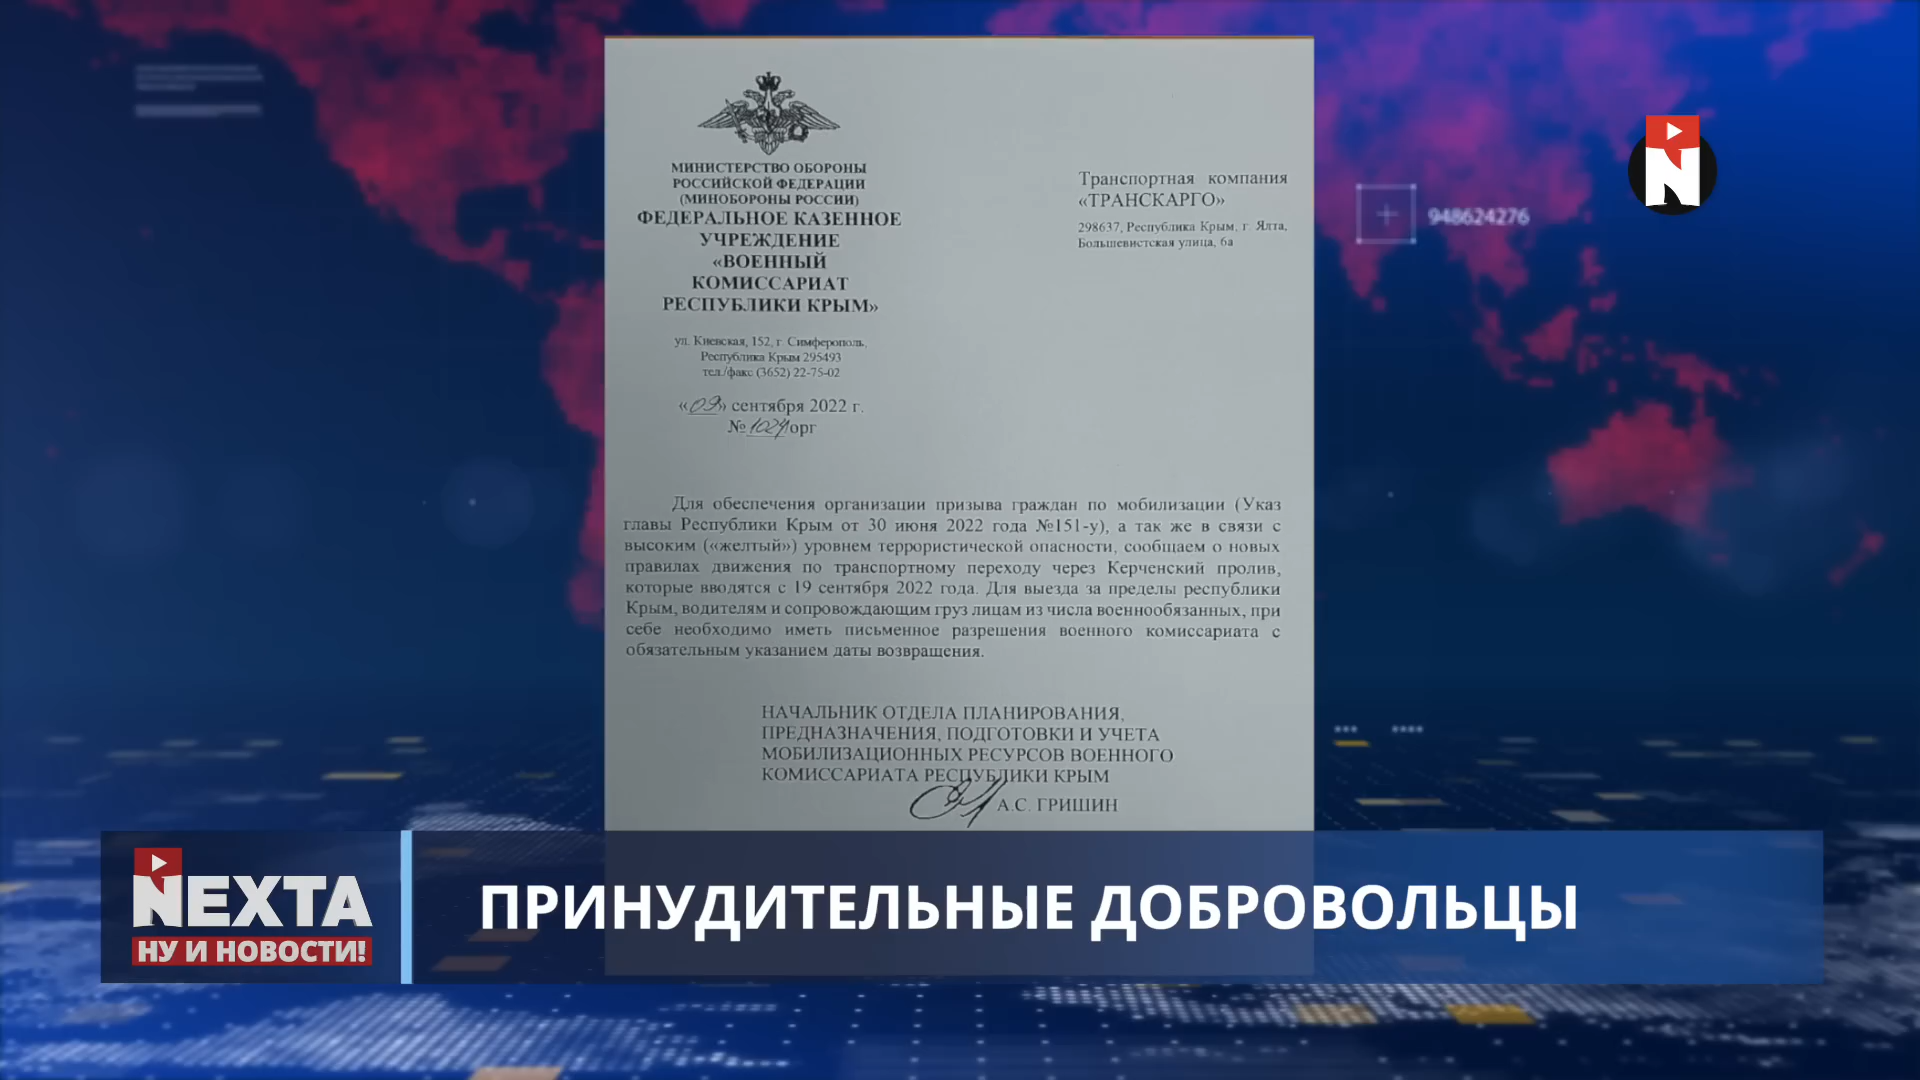 МИНИСТЕРСТВО ОБОРОНЫ
РОССИЙСКОЙ ФЕДЕРАЦИИ
(МИНОБОРОНЫ РОССИИ)
ФЕДЕРАЛЬНОЕ КАЗЕННОЕ
УЧРЕЖДЕНИЕ
«ВОЕННЫЙ
КОМИССАРИАТ
РЕСПУБЛИКИ КРЫМ»
ул. Киевская, 152, г. Симферополь,
Республика Крым 295493
тел./факс (3652) 22-75-02
«09» сентября 2022 г.
№ 1024/орг
Транспортная компания
«ТРАНСКАРГО»
298637, Республика Крым, г. Ялта,
Большевистская улица, 6а
948624276
Для обеспечения организации призыва граждан по мобилизации (Указ
главы Республики Крым от 30 июня 2022 года №151-у), а так же в связи с
высоким («желтый») уровнем террористической опасности, сообщаем о новых
правилах движения по транспортному переходу через Керченский пролив,
которые вводятся с 19 сентября 2022 года. Для выезда за пределы республики
Крым, водителям и сопровождающим груз лицам из числа военнообязанных, при
себе необходимо иметь письменное разрешения военного комиссариата с
обязательным указанием даты возвращения.
НАЧАЛЬНИК ОТДЕЛА ПЛАНИРОВАНИЯ,
ПРЕДНАЗНАЧЕНИЯ, ПОДГОТОВКИ И УЧЕТА
МОБИЛИЗАЦИОННЫХ РЕСУРСОВ ВОЕННОГО
КОМИССАРИАТА РЕСПУБЛИКИ КРЫМ
А.С. ГРИШИН
N
NEXTA
НУ И НОВОСТИ!
ПРИНУДИТЕЛЬНЫЕ ДОБРОВОЛЬЦЫ